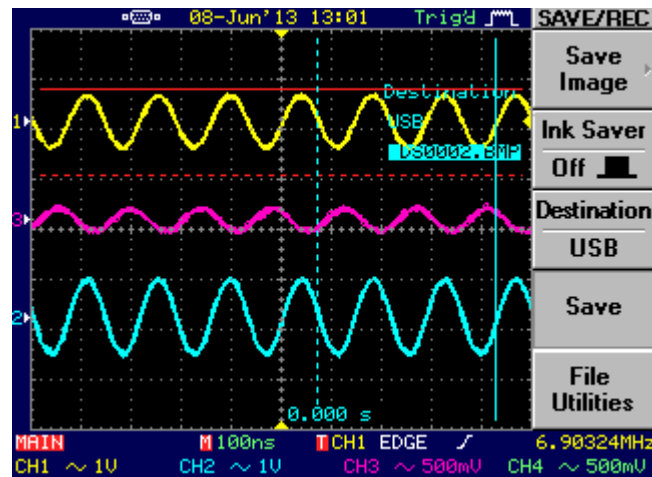 08-Jun'13 13:01 Trig'd SAVE/REC
Save
Image
Destination
1
USB
Ink Saver
DS0002.BMP
Off
Destination
3
USB
2
Save
File
Utilities
0.000 s
MAIN M 100ns T CH1 EDGE 6.90324MHz
CH1 ~ 1V CH2 ~ 1V CH3 ~ 500mV CH4 ~ 500mV